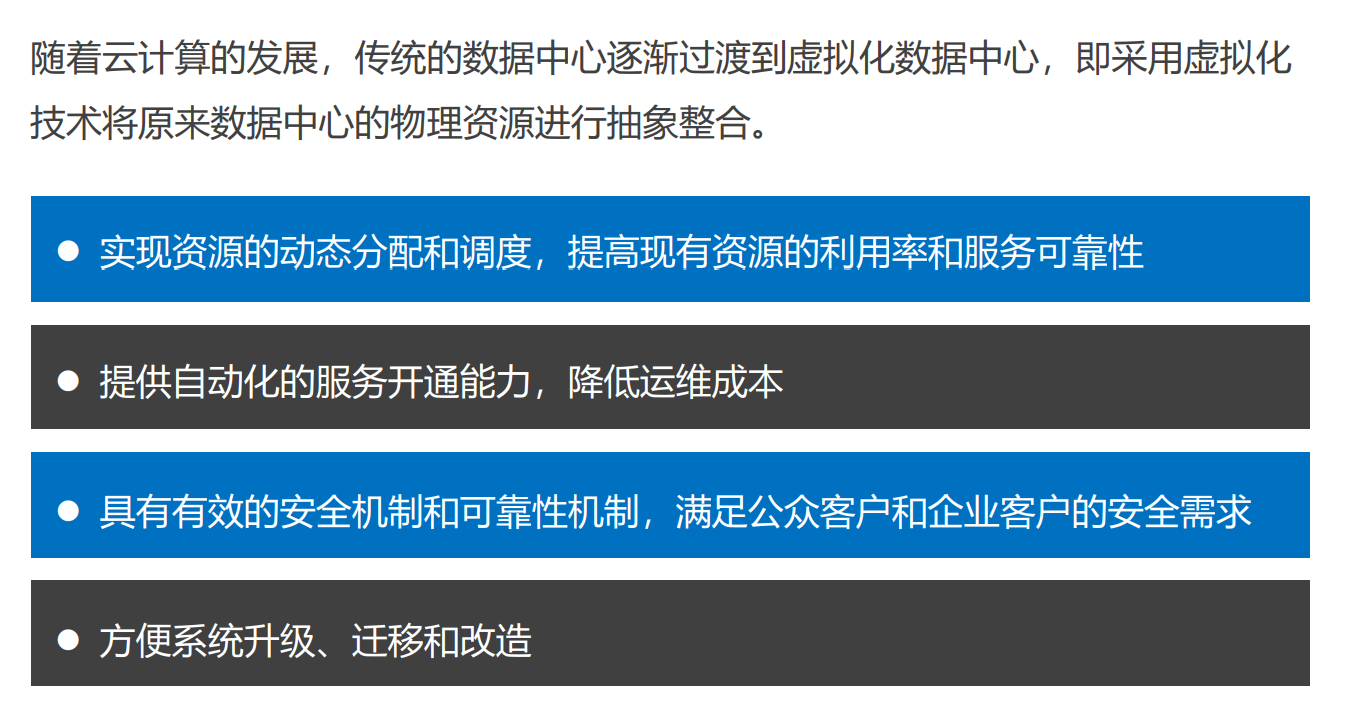 随着云计算的发展，传统的数据中心逐渐过渡到虚拟化数据中心，即采用虚拟化
技术将原来数据中心的物理资源进行抽象整合。
● 实现资源的动态分配和调度，提高现有资源的利用率和服务可靠性
● 提供自动化的服务开通能力，降低运维成本
● 具有有效的安全机制和可靠性机制，满足公众客户和企业客户的安全需求
● 方便系统升级、迁移和改造